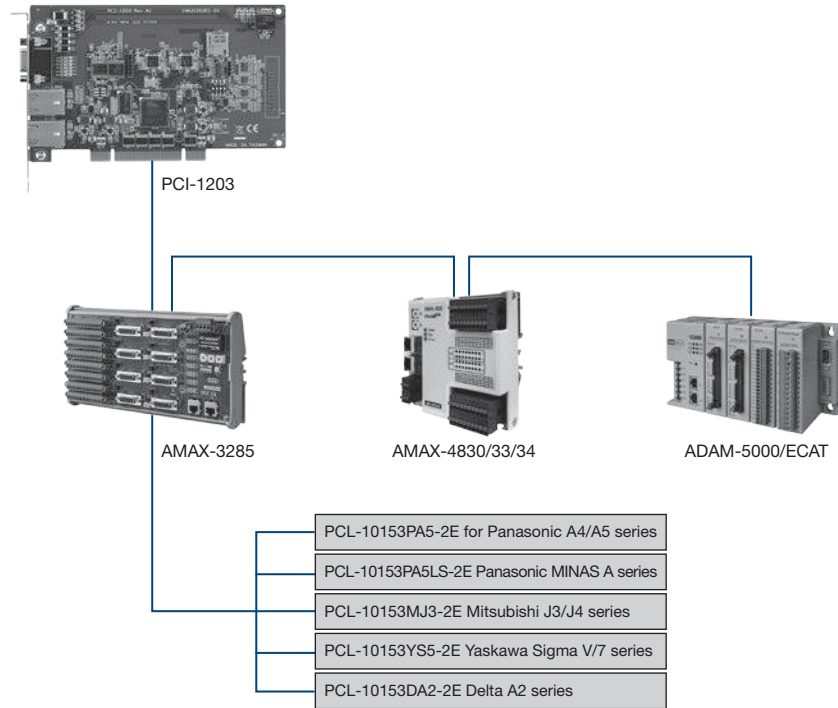 PCI-1203
AMAX-3285
AMAX-4830/33/34
ADAM-5000/ECAT
PCL-10153PA5-2E for Panasonic A4/A5 series
PCL-10153PA5LS-2E Panasonic MINAS A series
PCL-10153MJ3-2E Mitsubishi J3/J4 series
PCL-10153YS5-2E Yaskawa Sigma V/7 series
PCL-10153DA2-2E Delta A2 series